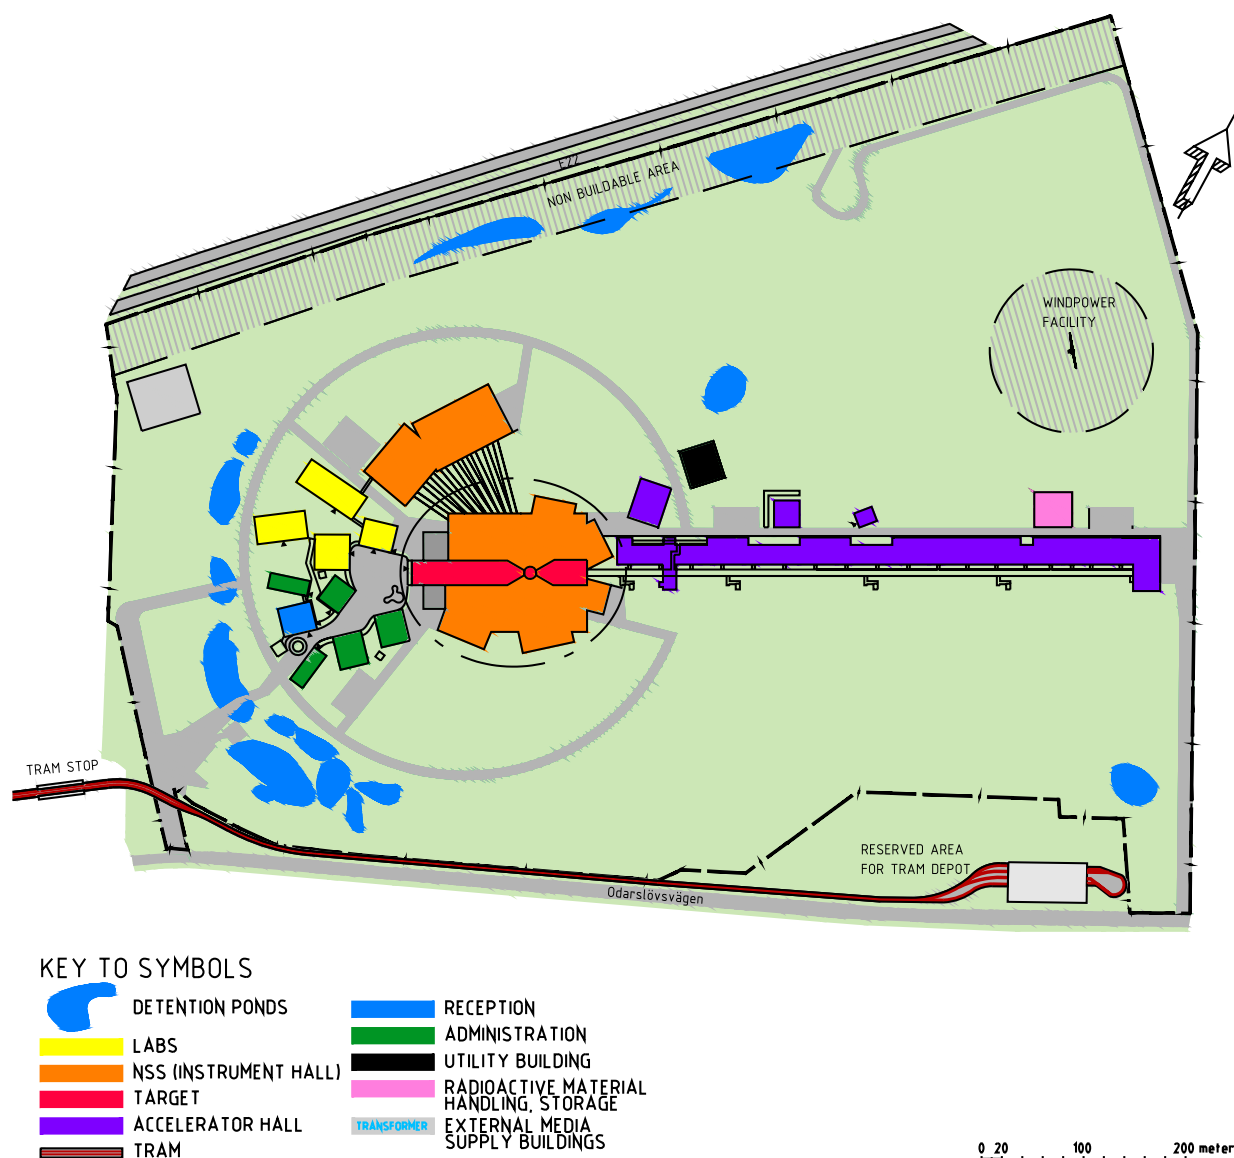 E22
NON BUILDABLE AREA
WINDPOWER
FACILITY
TRAM STOP
RESERVED AREA
FOR TRAM DEPOT
Odarslövsvägen
KEY TO SYMBOLS
DETENTION PONDS
LABS
NSS (INSTRUMENT HALL)
TARGET
ACCELERATOR HALL
TRAM
RECEPTION
ADMINISTRATION
UTILITY BUILDING
RADIOACTIVE MATERIAL
HANDLING, STORAGE
TRANSFORMER
EXTERNAL MEDIA
SUPPLY BUILDINGS
0 20 100 200 meter